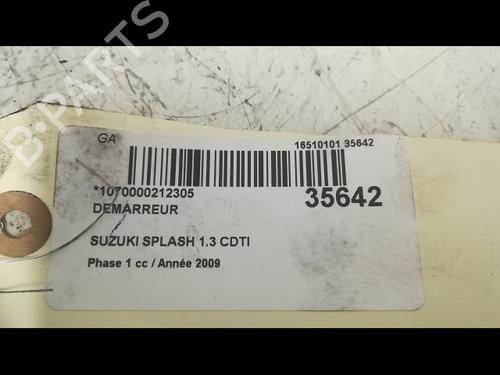 B-PARTS
GA
16510101 35642
*1070000212305
35642
DEMARREUR
SUZUKI SPLASH 1.3 CDTI
Phase 1 cc / Année 2009